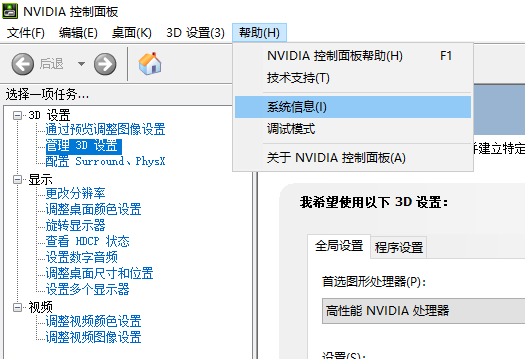 NVIDIA 控制面板
文件(F) 编辑(E) 桌面(K) 3D 设置(3) 帮助(H)
后退
NVIDIA 控制面板帮助(H) F1
技术支持(T)
系统信息(I)
调试模式
关于 NVIDIA 控制面板(A)
选择一项任务...
3D 设置
通过预览调整图像设置
管理 3D 设置
配置 Surround、PhysX
显示
更改分辨率
调整桌面颜色设置
旋转显示器
查看 HDCP 状态
设置数字音频
调整桌面尺寸和位置
设置多个显示器
视频
调整视频颜色设置
调整视频图像设置
并建立特定
我希望使用以下 3D 设置:
全局设置 程序设置
首选图形处理器(P):
高性能 NVIDIA 处理器
设置(S):